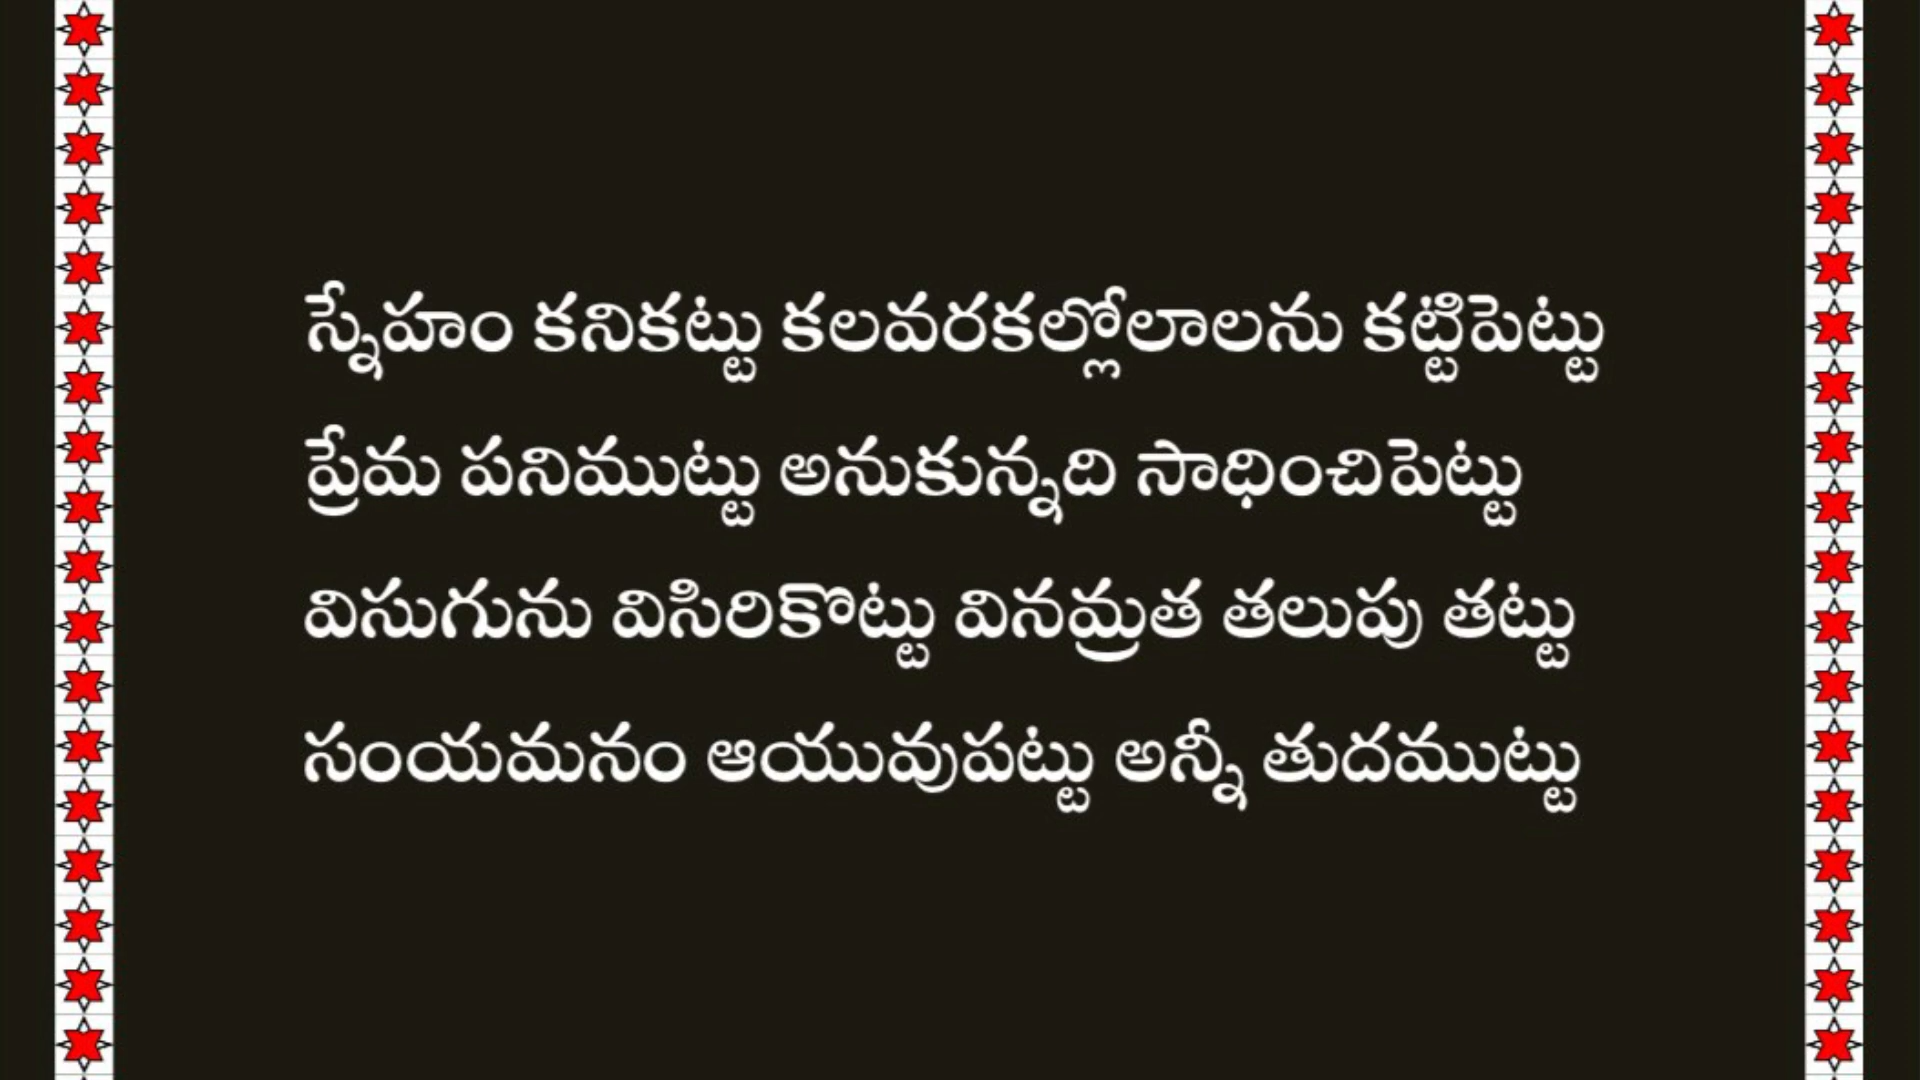 స్నేహం కనికట్టు కలవరకల్లోలాలను కట్టిపెట్టు
ప్రేమ పనిముట్టు అనుకున్నది సాధించిపెట్టు
విసుగును విసిరికొట్టు వినమ్రత తలుపు తట్టు
సంయమనం ఆయువుపట్టు అన్నీ తుదముట్టు